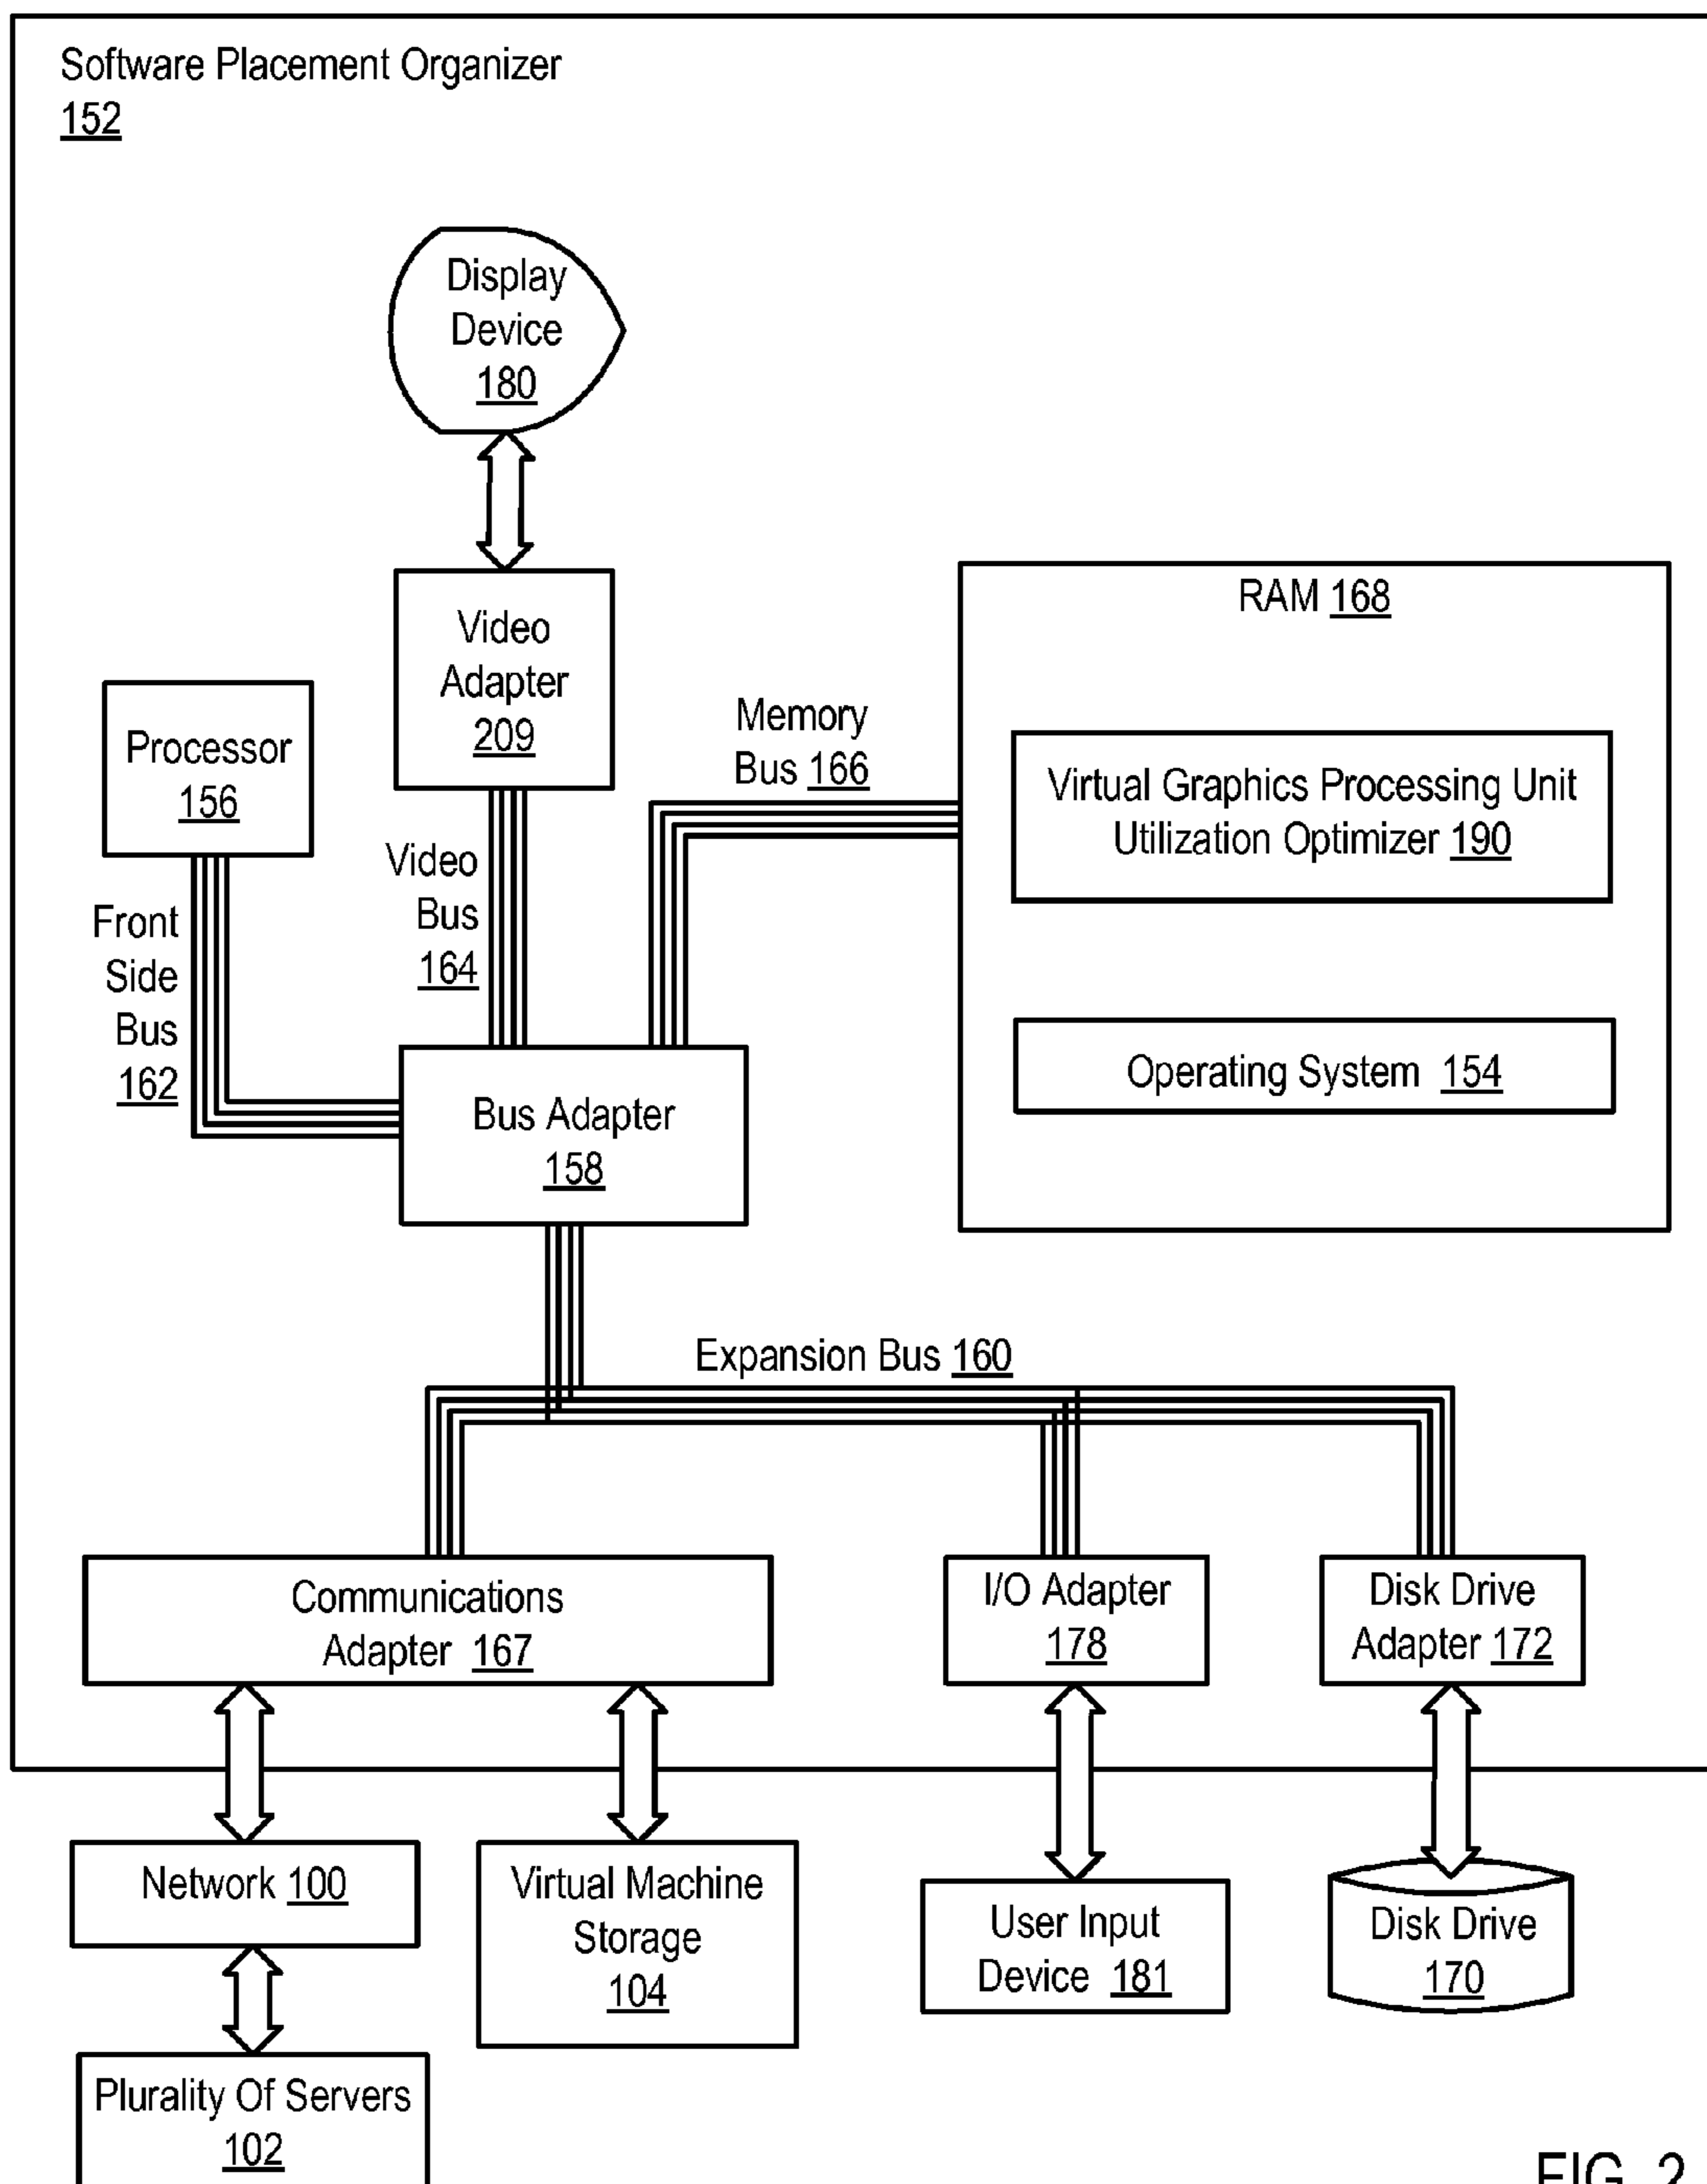 Software Placement Organizer
152
Display
Device
180
Video
Adapter
209
Processor
156
Front
Side
Bus
162
Video
Bus
164
Memory
Bus 166
RAM 168
Virtual Graphics Processing Unit
Utilization Optimizer 190
Operating System 154
Bus Adapter
158
Expansion Bus 160
Communications
Adapter 167
I/O Adapter
178
Disk Drive
Adapter 172
Network 100
Virtual Machine
Storage
104
User Input
Device 181
Disk Drive
170
Plurality Of Servers
102
FIG. 2